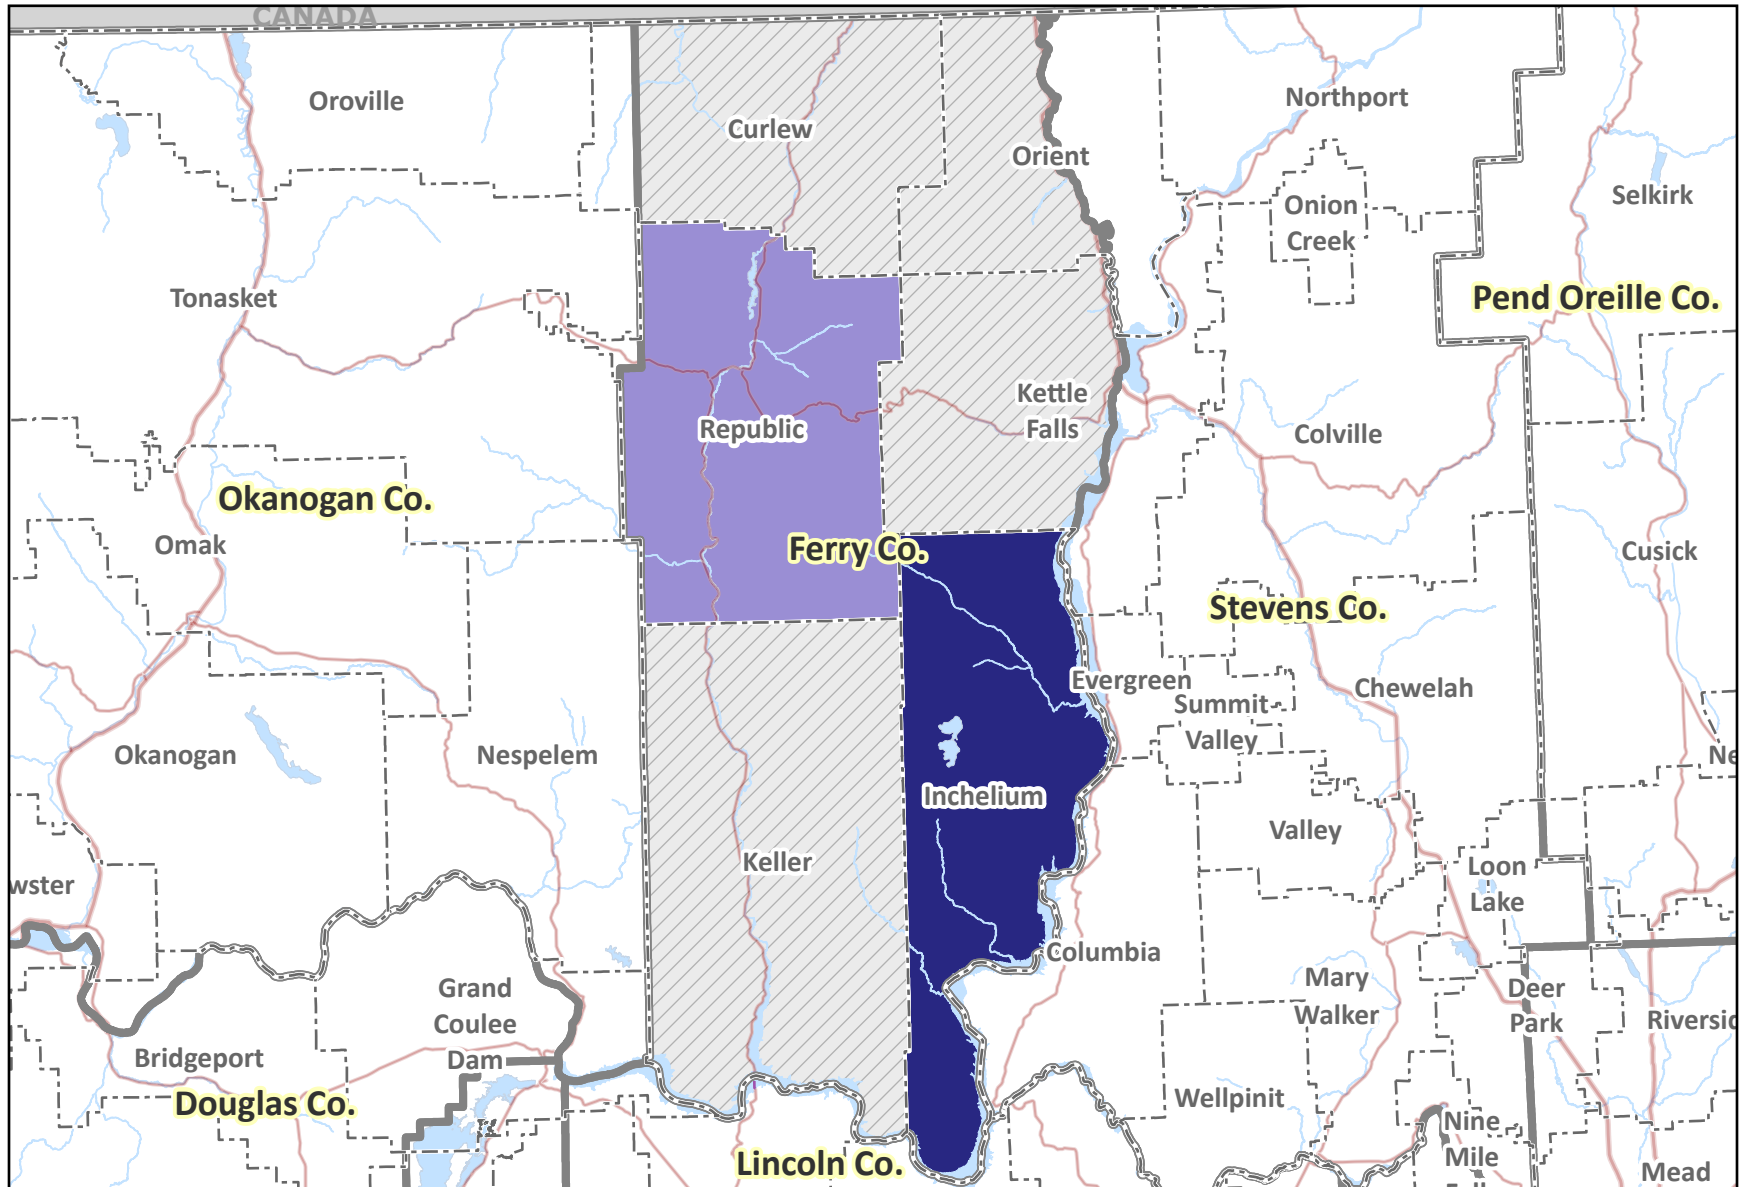 CANADA
Oroville
Northport
Curlew
Orient
Selkirk
Onion
Creek
Tonasket
Pend Oreille Co.
Kettle
Falls
Republic
Colville
Okanogan Co.
Omak
Ferry Co.
Cusick
Stevens Co.
Evergreen
Chewelah
Summit
Valley
Okanogan
Nespelem
Ne
Inchelium
Valley
Keller
Loon
Lake
wster
Columbia
Grand
Coulee
Dam
Mary
Walker
Deer
Park
Riversid
Bridgeport
Douglas Co.
Wellpinit
Nine
Mile
Lincoln Co.
Mead